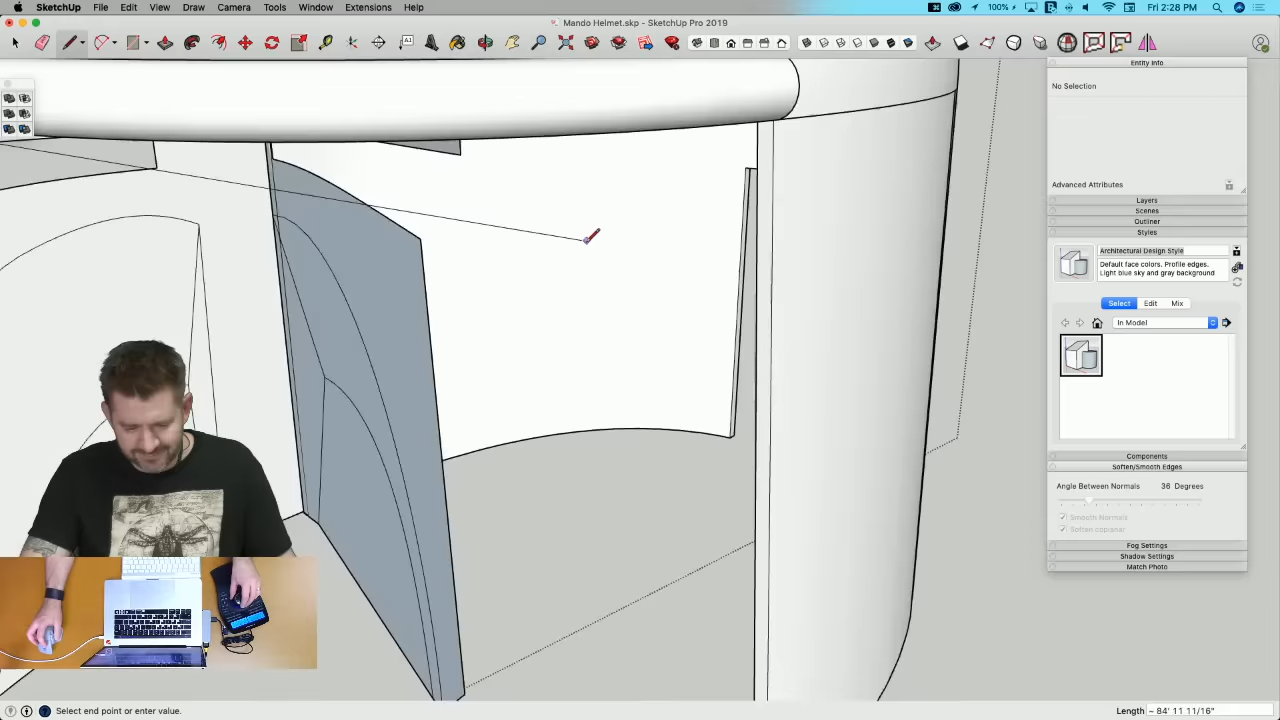 SketchUp File Edit View Draw Camera Tools Window Extensions Help 100% Fri 2:28 PM
Mando Helmet.skp - SketchUp Pro 2019
Entity Info
No Selection
Advanced Attributes
Layers
Scenes
Outliner
Styles
Architectural Design Style
Default face colors. Profile edges.
Light blue sky and gray background
Select Edit Mix
In Model
Components
Soften/Smooth Edges
Angle Between Normals 36 Degrees
Smooth Normals
Soften coplanar
Fog Settings
Shadow Settings
Match Photo
Select end point or enter value.
Length ~ 84' 11 11/16"